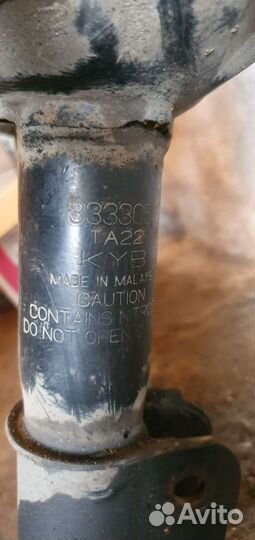 TA22
KYB
MADE IN MALAYS
CAUTION
CONTAINS NITRO
DO NOT OPEN
Avito